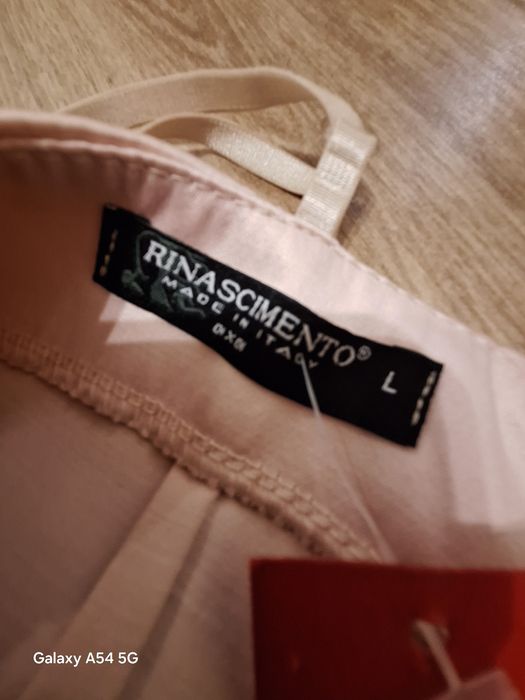 RINASCIMENTO®
MADE IN ITALY
L
Galaxy A54 5G